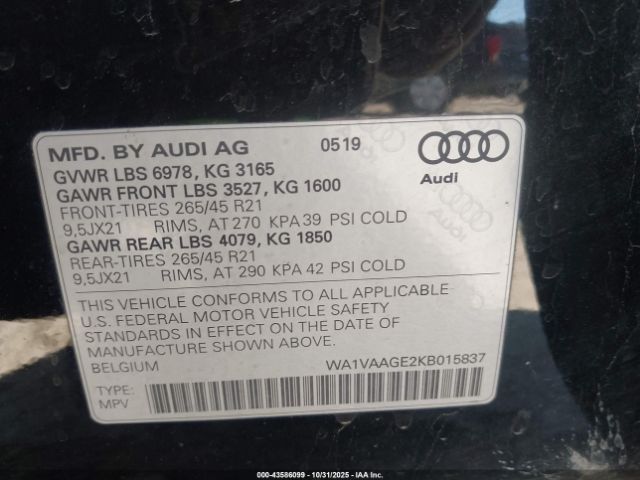 MFD. BY AUDI AG 0519
GVWR LBS 6978, KG 3165
GAWR FRONT LBS 3527, KG 1600
FRONT-TIRES 265/45 R21
9,5JX21 RIMS, AT 270 KPA 39 PSI COLD
GAWR REAR LBS 4079, KG 1850
REAR-TIRES 265/45 R21
9,5JX21 RIMS, AT 290 KPA 42 PSI COLD
Audi
THIS VEHICLE CONFORMS TO ALL APPLICABLE
U.S. FEDERAL MOTOR VEHICLE SAFETY
STANDARDS IN EFFECT ON THE DATE OF
MANUFACTURE SHOWN ABOVE.
BELGIUM WA1VAAGE2KB015837
TYPE:
MPV
000-43586099 - 10/31/2025 - IAAI.com